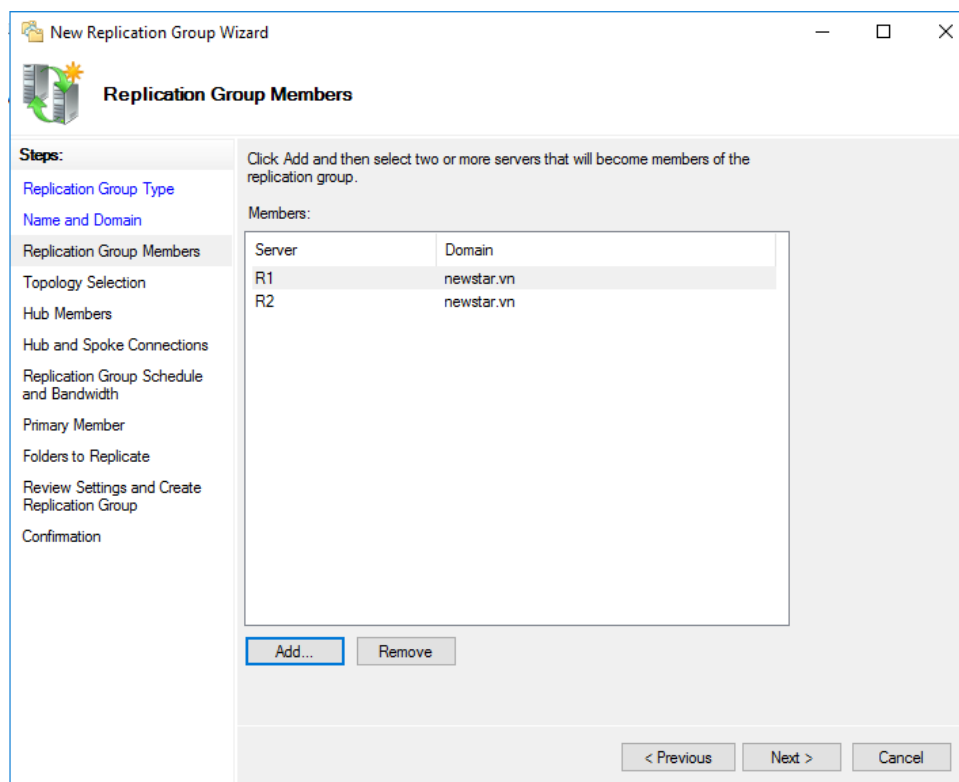 New Replication Group Wizard
Replication Group Members
Steps:
Replication Group Type
Name and Domain
Replication Group Members
Topology Selection
Hub Members
Hub and Spoke Connections
Replication Group Schedule
and Bandwidth
Primary Member
Folders to Replicate
Review Settings and Create
Replication Group
Confirmation
Click Add and then select two or more servers that will become members of the
replication group.
Members:
Server Domain
R1 newstar.vn
R2 newstar.vn
Add... Remove
< Previous Next > Cancel